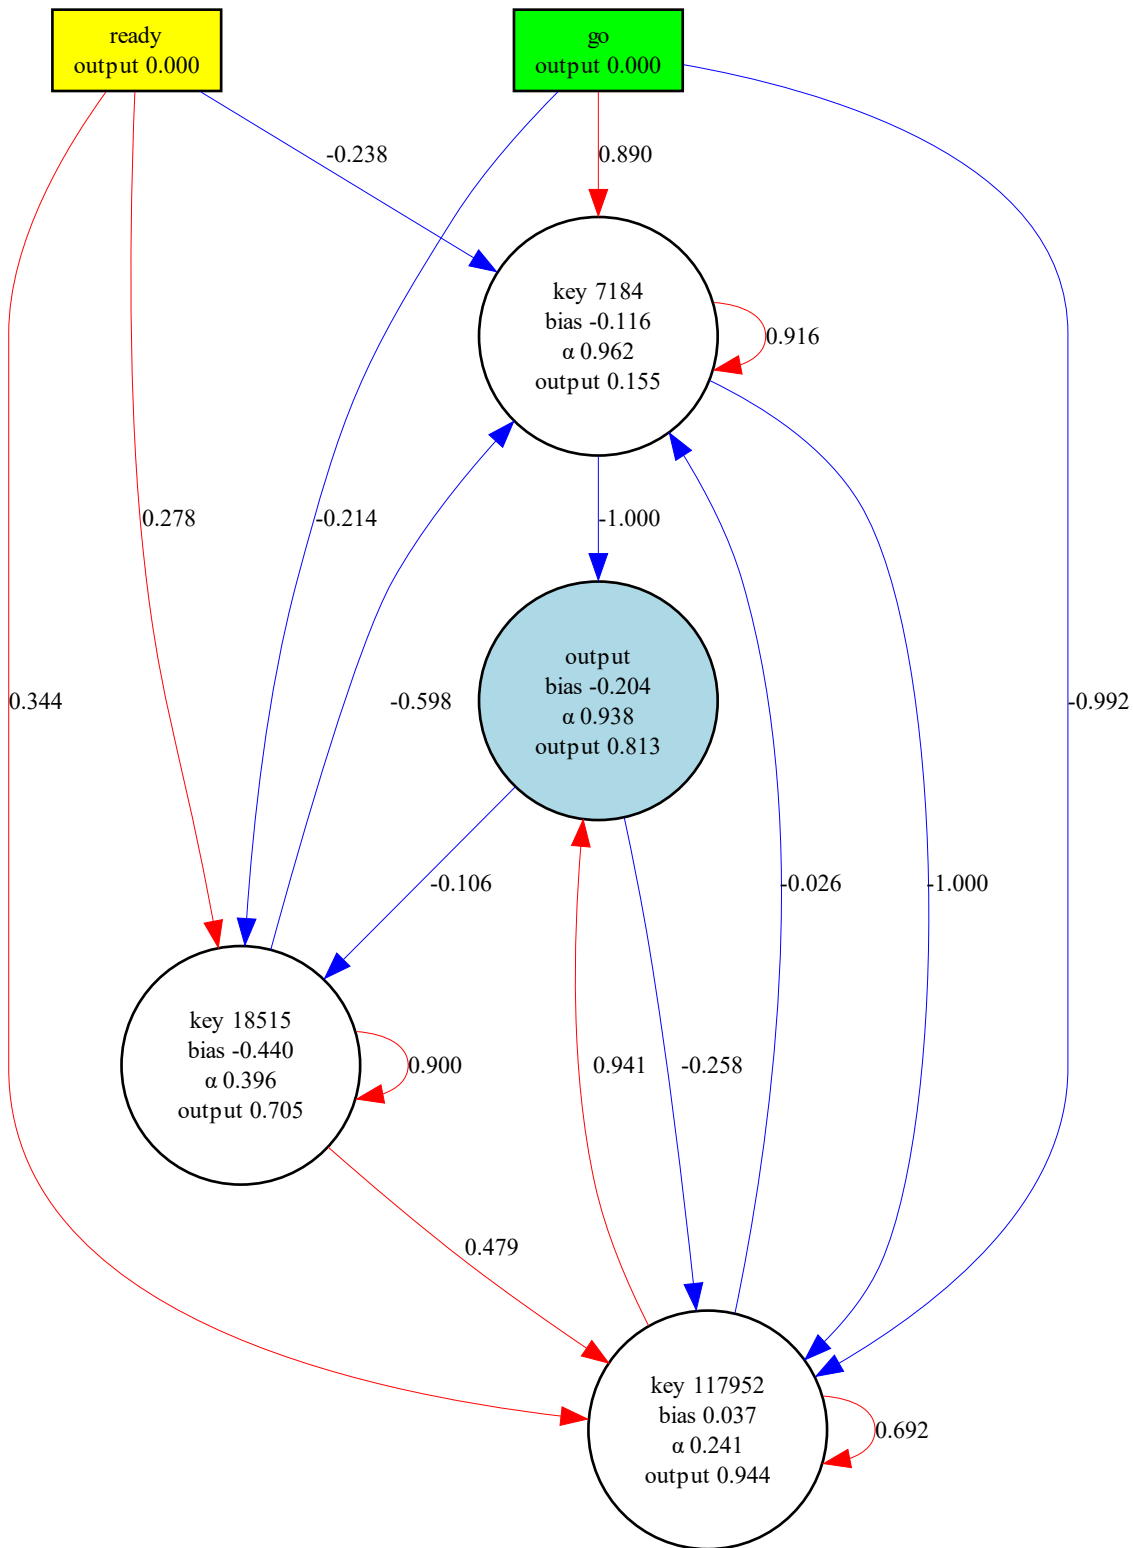 ready
output 0.000
go
output 0.000
-0.238
0.890
key 7184
bias -0.116
α 0.962
output 0.155
0.916
0.278
-0.214
-1.000
output
bias -0.204
α 0.938
output 0.813
0.344
-0.598
-0.992
-0.106
-0.026
-1.000
key 18515
bias -0.440
α 0.396
output 0.705
0.900
0.941
-0.258
0.479
key 117952
bias 0.037
α 0.241
output 0.944
0.692